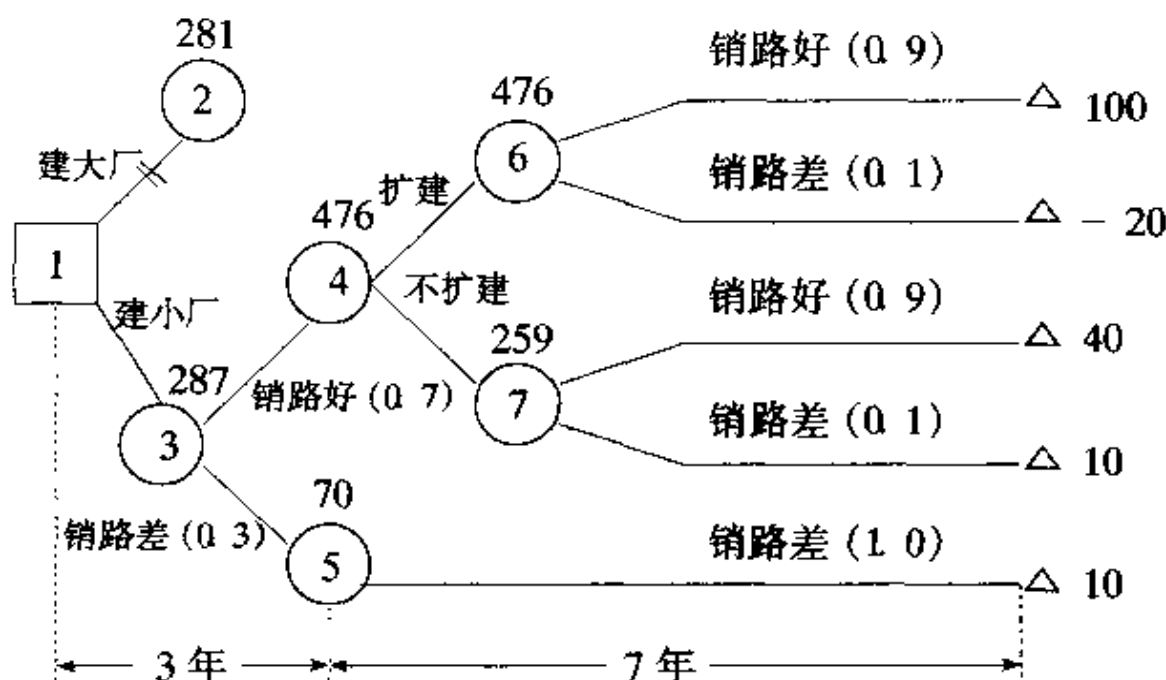 281
2
建大厂
1
建小厂
287
3
销路好 (0.7)
销路差 (0.3)
476
4
扩建
不扩建
70
5
476
6
销路好 (0.9)
100
销路差 (0.1)
- 20
259
7
销路好 (0.9)
40
销路差 (0.1)
10
销路差 (1.0)
10
3 年
7 年